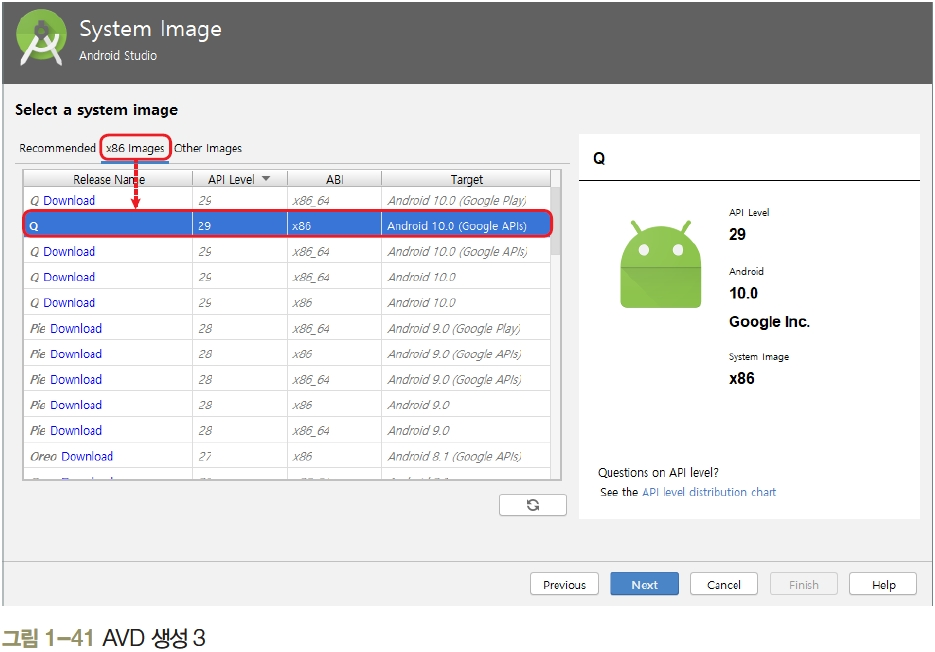 System Image
Android Studio
Select a system image
Recommended x86 Images Other Images
Release Name API Level ABI Target
Q Download 29 x86_64 Android 10.0 (Google Play)
Q 29 x86 Android 10.0 (Google APIs)
Q Download 29 x86_64 Android 10.0 (Google APIs)
Q Download 29 x86_64 Android 10.0
Q Download 29 x86 Android 10.0
Pie Download 28 x86_64 Android 9.0 (Google Play)
Pie Download 28 x86 Android 9.0 (Google APIs)
Pie Download 28 x86_64 Android 9.0 (Google APIs)
Pie Download 28 x86 Android 9.0
Pie Download 28 x86_64 Android 9.0
Oreo Download 27 x86 Android 8.1 (Google APIs)
Q
API Level
29
Android
10.0
Google Inc.
System Image
x86
Questions on API level?
See the API level distribution chart
Previous Next Cancel Finish Help
그림 1-41 AVD 생성 3